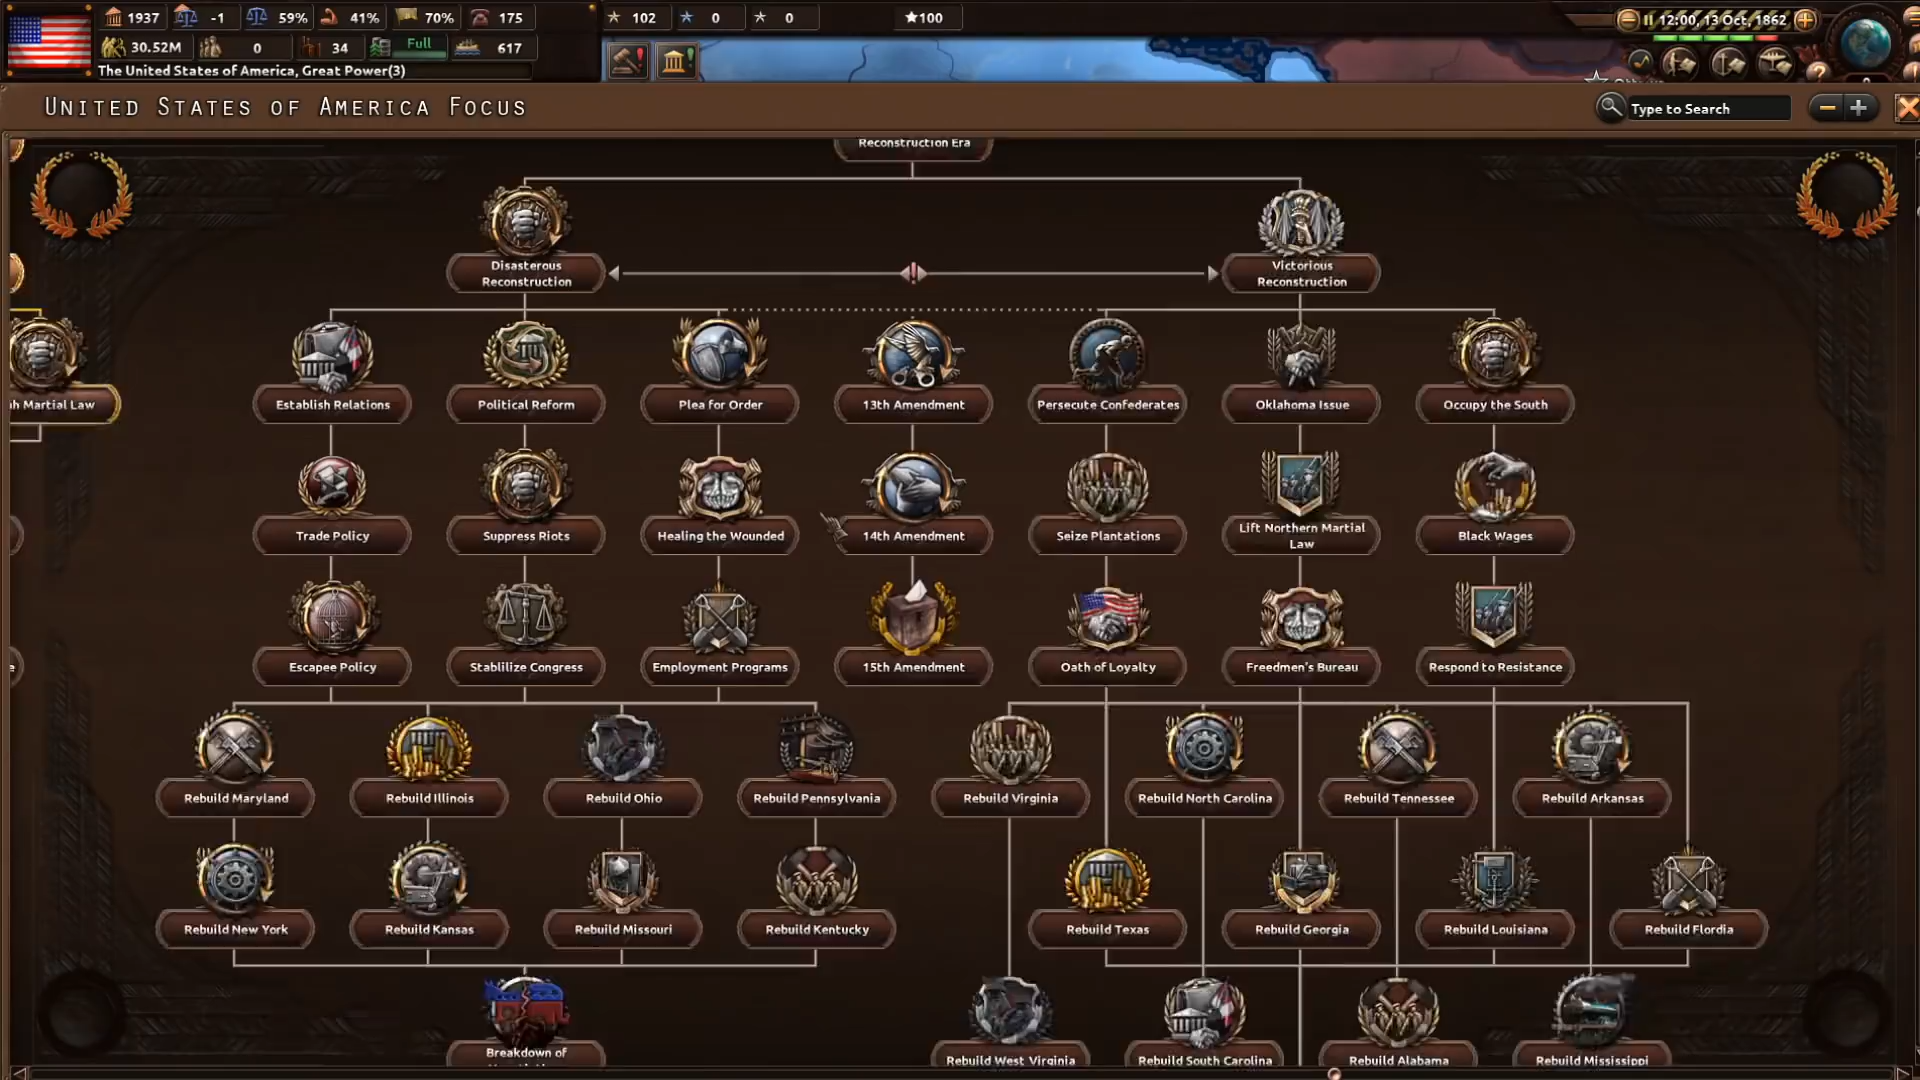 1937 -1 59% 41% 70% 175 102 0 0 100 12:00, 13 Oct, 1862
30.52M 0 34 Full 617
The United States of America, Great Power(3)
United States of America Focus Type to Search
Reconstruction Era
Disasterous Reconstruction
Victorious Reconstruction
h Martial Law
Establish Relations
Political Reform
Plea for Order
13th Amendment
Persecute Confederates
Oklahoma Issue
Occupy the South
Trade Policy
Suppress Riots
Healing the Wounded
14th Amendment
Seize Plantations
Lift Northern Martial Law
Black Wages
Escapee Policy
Stablilize Congress
Employment Programs
15th Amendment
Oath of Loyalty
Freedmen's Bureau
Respond to Resistance
Rebuild Maryland
Rebuild Illinois
Rebuild Ohio
Rebuild Pennsylvania
Rebuild Virginia
Rebuild North Carolina
Rebuild Tennessee
Rebuild Arkansas
Rebuild New York
Rebuild Kansas
Rebuild Missouri
Rebuild Kentucky
Rebuild Texas
Rebuild Georgia
Rebuild Louisiana
Rebuild Flordia
Breakdown of
Rebuild West Virginia
Rebuild South Carolina
Rebuild Alabama
Rebuild Mississippi